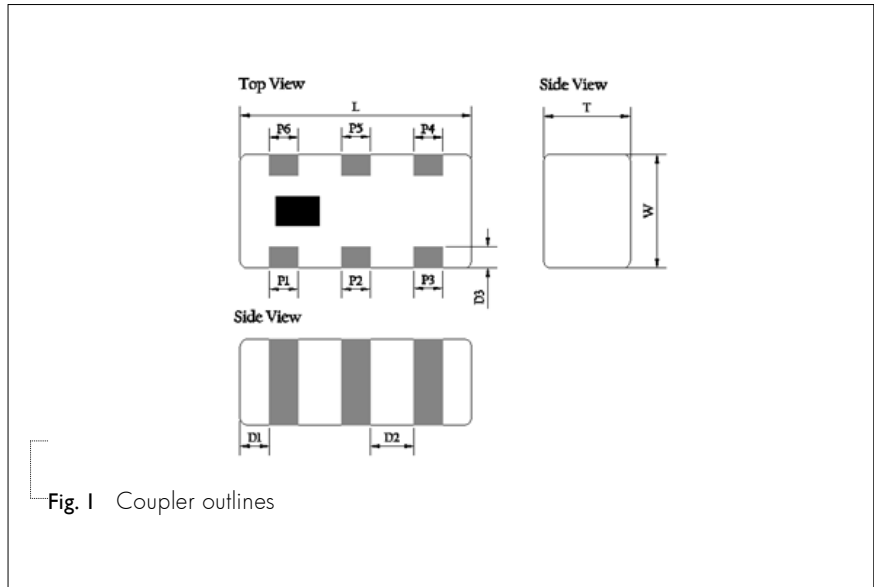 Top View
Side View
L
T
P6 P5 P4
W
P1 P2 P3
D3
Side View
D1 D2
Fig. 1 Coupler outlines